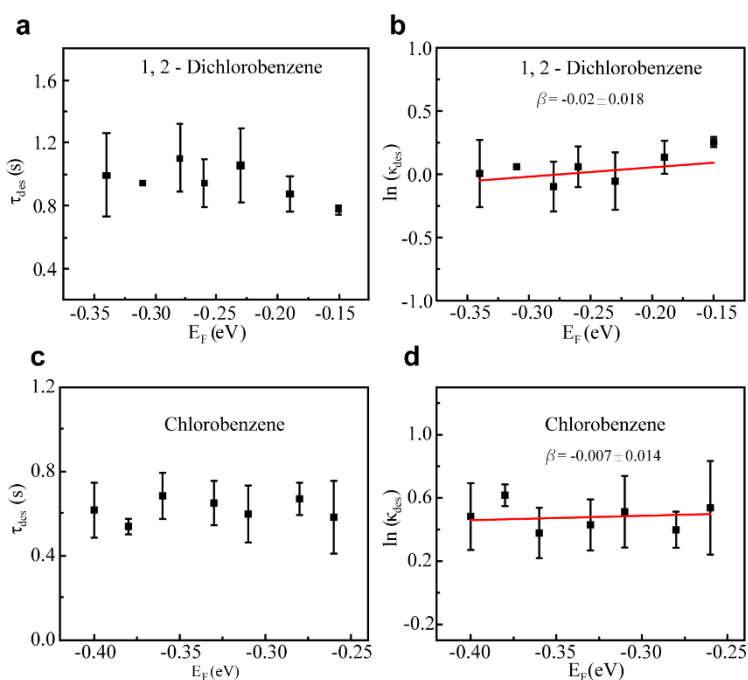 a
1, 2 - Dichlorobenzene
τdes (s)
1.6
1.2
0.8
0.4
-0.35 -0.30 -0.25 -0.20 -0.15
EF (eV)
b
1, 2 - Dichlorobenzene
β = -0.02 ± 0.018
ln (κdes)
1.0
0.5
0.0
-0.5
-1.0
-0.35 -0.30 -0.25 -0.20 -0.15
EF (eV)
c
Chlorobenzene
τdes (s)
1.2
0.9
0.6
0.3
0.0
-0.40 -0.35 -0.30 -0.25
EF (eV)
d
Chlorobenzene
β = -0.007 ± 0.014
ln (κdes)
1.0
0.6
0.2
-0.2
-0.40 -0.35 -0.30 -0.25
EF (eV)